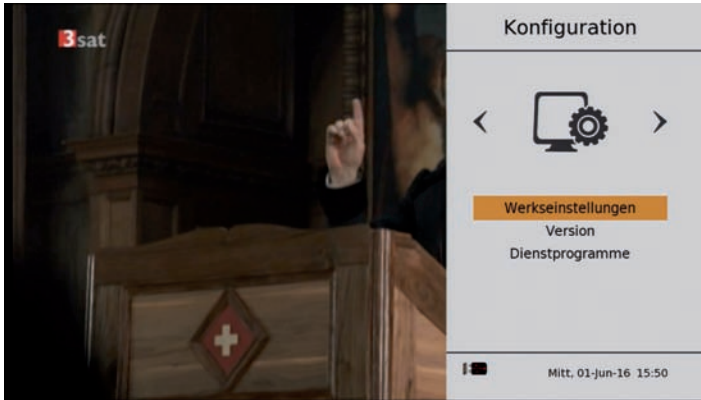 3sat
Konfiguration
Werkseinstellungen
Version
Dienstprogramme
Mitt, 01-Jun-16 15:50